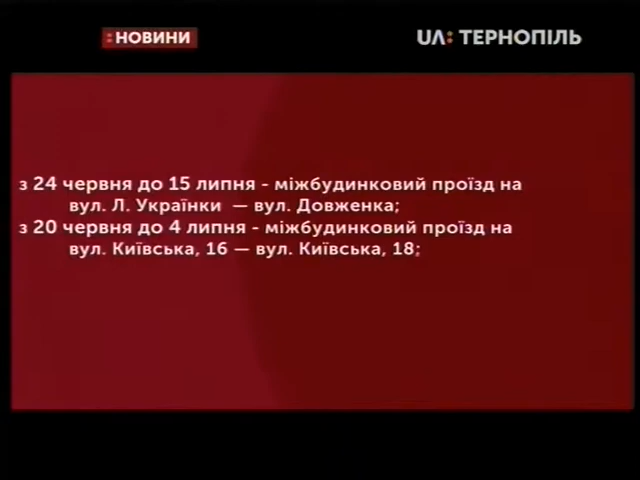 :НОВИНИ
UA: ТЕРНОПІЛЬ
з 24 червня до 15 липня - міжбудинковий проїзд на
вул. Л. Українки — вул. Довженка;
з 20 червня до 4 липня - міжбудинковий проїзд на
вул. Київська, 16 — вул. Київська, 18;